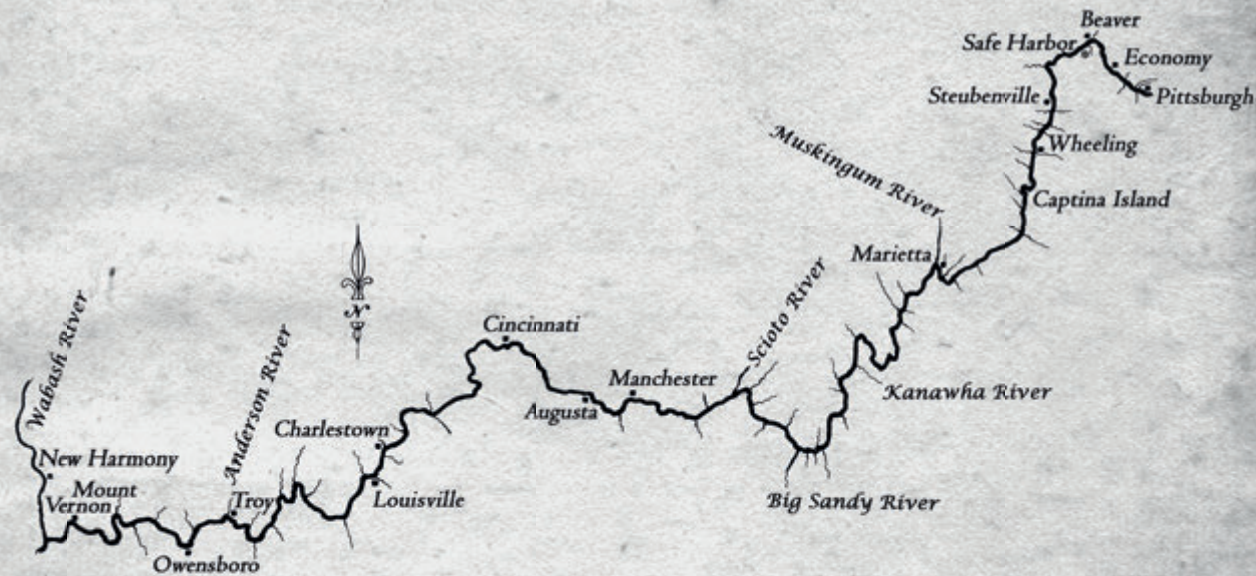 Beaver
Safe Harbor
Economy
Steubenville
Pittsburgh
Muskingum River
Wheeling
Captina Island
Marietta
Scioto River
N
Wabash River
Anderson River
Cincinnati
Manchester
Augusta
Kanawha River
Charlestown
New Harmony
Mount
Vernon
Troy
Louisville
Big Sandy River
Owensboro